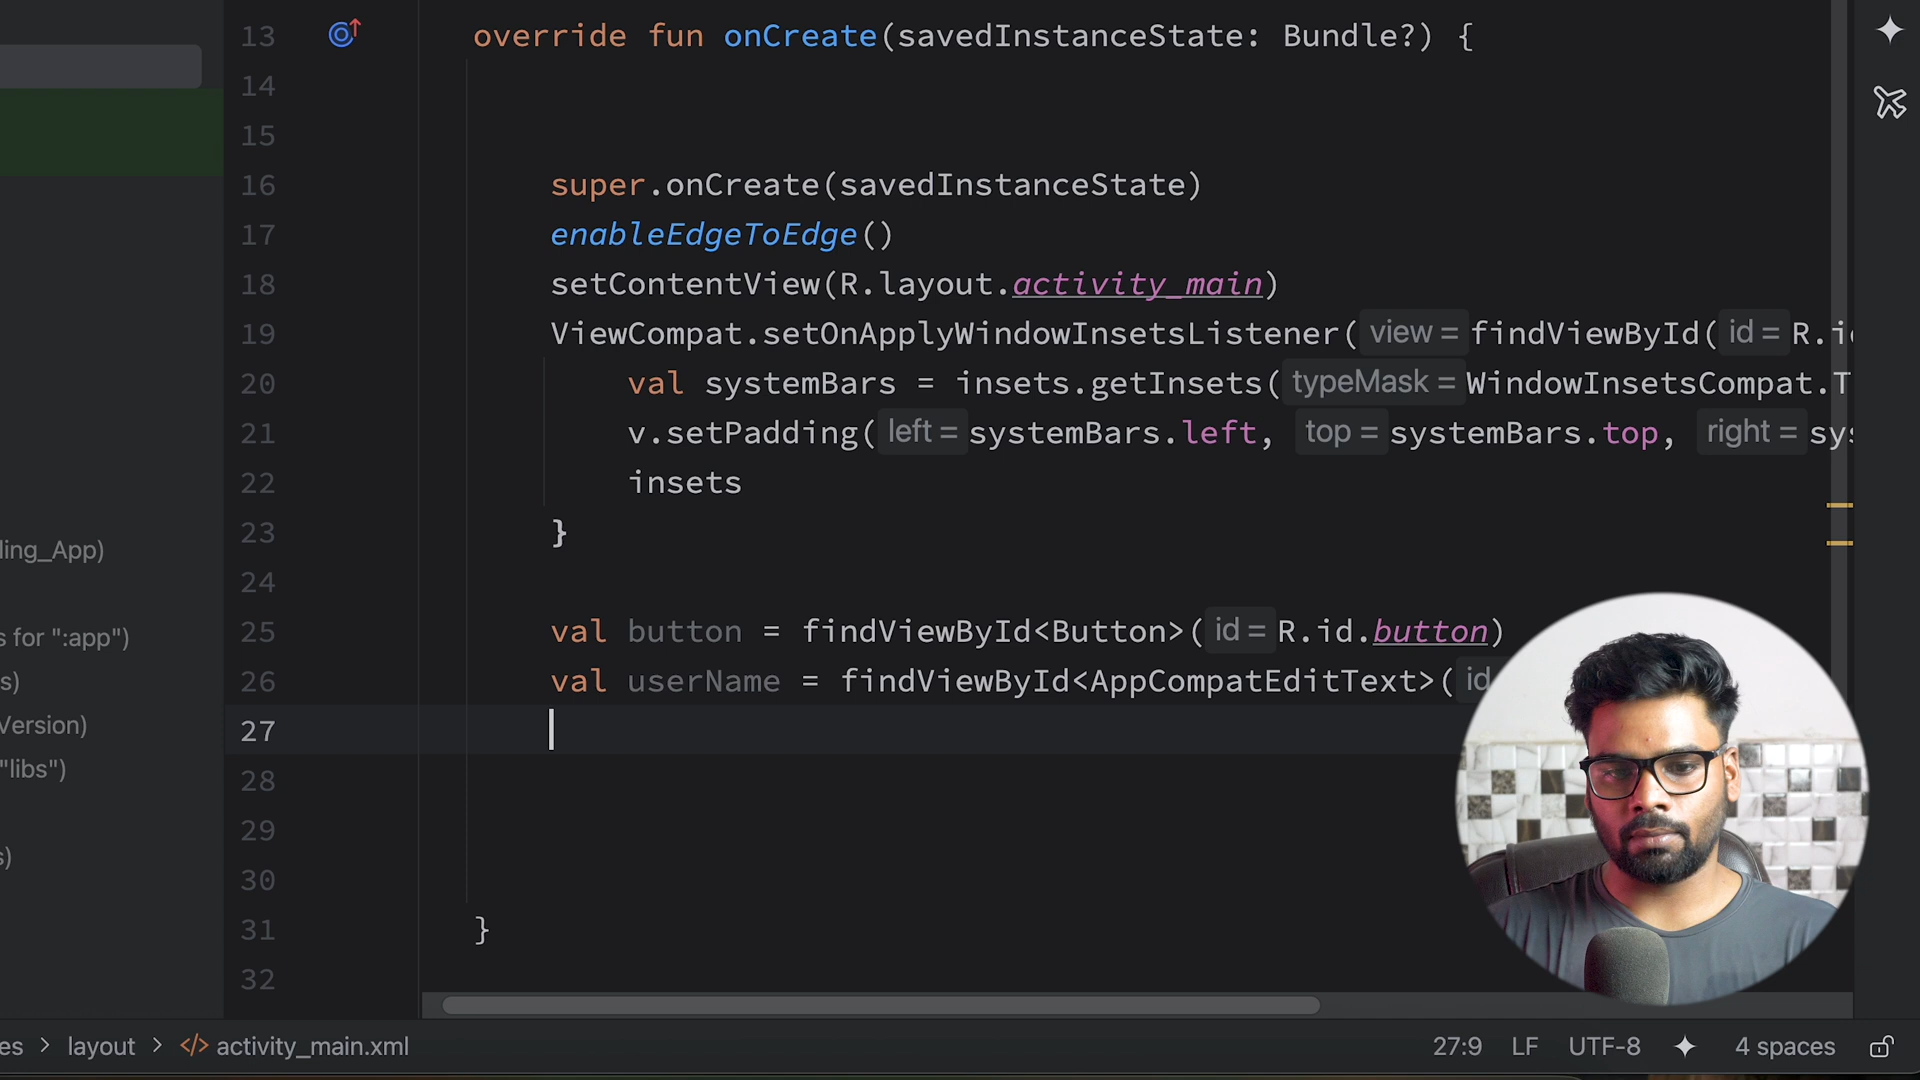 13 override fun onCreate(savedInstanceState: Bundle?) {
14
15
16 super.onCreate(savedInstanceState)
17 enableEdgeToEdge()
18 setContentView(R.layout.activity_main)
19 ViewCompat.setOnApplyWindowInsetsListener( view = findViewById( id = R.i
20 val systemBars = insets.getInsets( typeMask = WindowInsetsCompat.T
21 v.setPadding( left = systemBars.left, top = systemBars.top, right = sys
22 insets
23 }
24
25 val button = findViewById<Button>( id = R.id.button)
26 val userName = findViewById<AppCompatEditText>( id
27
28
29
30
31 }
32
ling_App)
s for ":app")
s)
Version)
"libs")
s)
es > layout > </> activity_main.xml 27:9 LF UTF-8 4 spaces